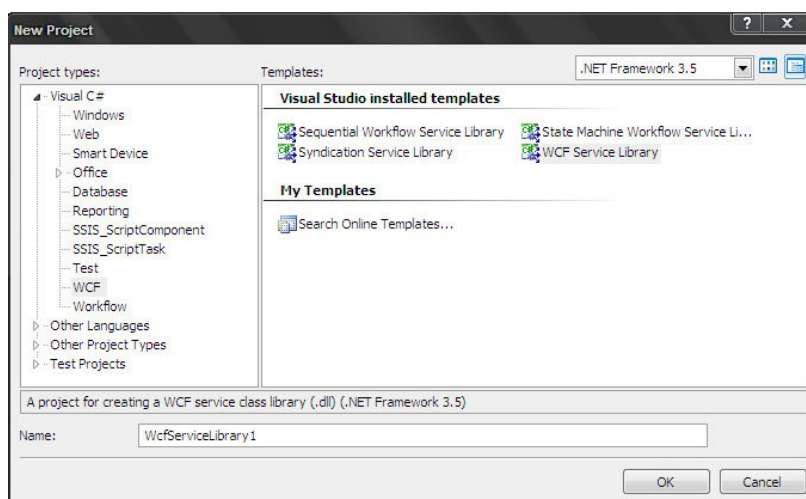 New Project
? X
Project types:
Templates:
.NET Framework 3.5
Visual C#
Windows
Web
Smart Device
Office
Database
Reporting
SSIS_ScriptComponent
SSIS_ScriptTask
Test
WCF
Workflow
Other Languages
Other Project Types
Test Projects
Visual Studio installed templates
Sequential Workflow Service Library
State Machine Workflow Service Li...
Syndication Service Library
WCF Service Library
My Templates
Search Online Templates...
A project for creating a WCF service class library (.dll) (.NET Framework 3.5)
Name:
WcfServiceLibrary1
OK
Cancel